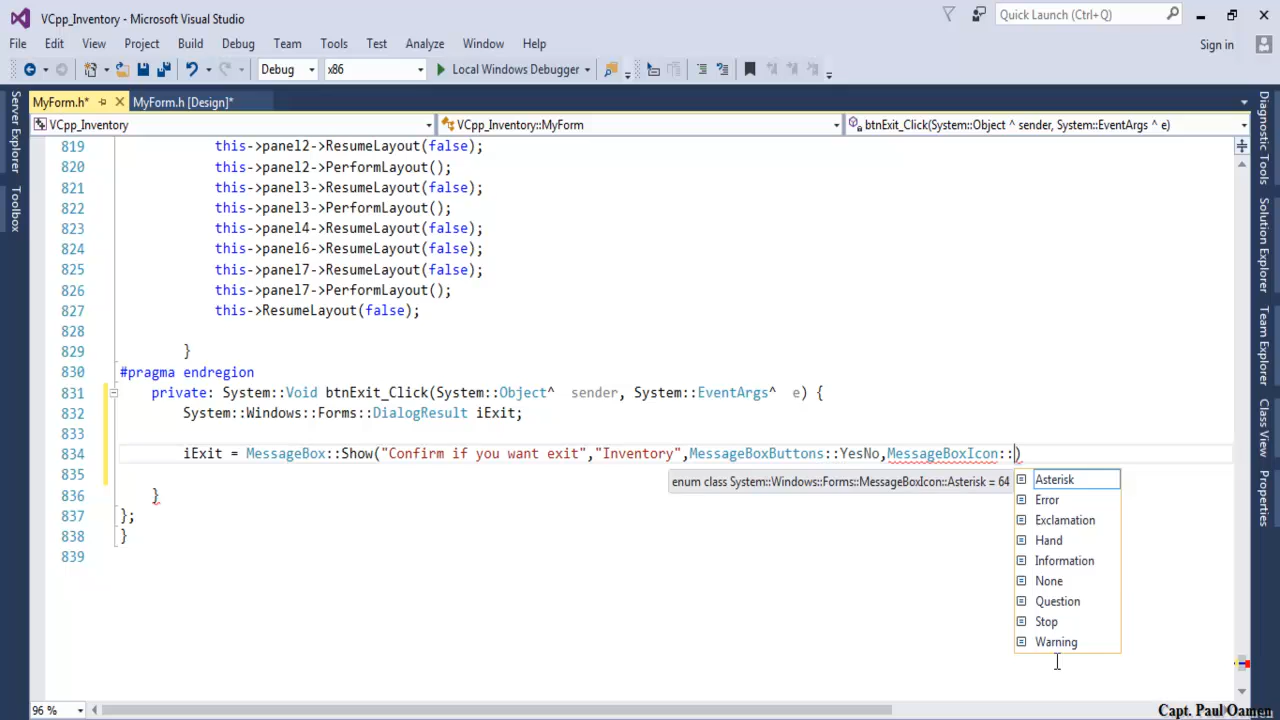 VCpp_Inventory - Microsoft Visual Studio
Quick Launch (Ctrl+Q)
File Edit View Project Build Debug Team Tools Test Analyze Window Help
Sign in
Debug x86 Local Windows Debugger
MyForm.h* MyForm.h [Design]*
VCpp_Inventory VCpp_Inventory::MyForm btnExit_Click(System::Object ^ sender, System::EventArgs ^ e)
Server Explorer
Toolbox
819 this->panel2->ResumeLayout(false);
820 this->panel2->PerformLayout();
821 this->panel3->ResumeLayout(false);
822 this->panel3->PerformLayout();
823 this->panel4->ResumeLayout(false);
824 this->panel6->ResumeLayout(false);
825 this->panel7->ResumeLayout(false);
826 this->panel7->PerformLayout();
827 this->ResumeLayout(false);
828
829 }
830 #pragma endregion
831 private: System::Void btnExit_Click(System::Object^ sender, System::EventArgs^ e) {
832 System::Windows::Forms::DialogResult iExit;
833
834 iExit = MessageBox::Show("Confirm if you want exit","Inventory",MessageBoxButtons::YesNo,MessageBoxIcon::)
835
836 }
837 };
838 }
839
enum class System::Windows::Forms::MessageBoxIcon::Asterisk = 64
Asterisk
Error
Exclamation
Hand
Information
None
Question
Stop
Warning
Diagnostic Tools
Solution Explorer
Team Explorer
Class View
Properties
96 %
Capt. Paul Oamen